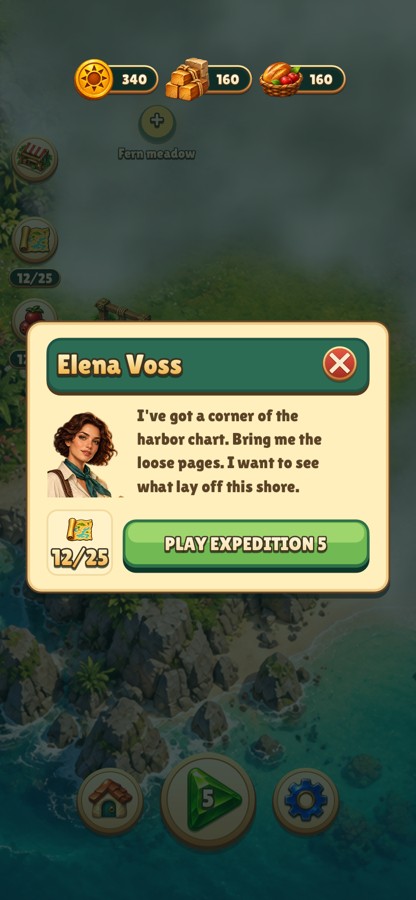 340
160
160
Fern meadow
12/25
Elena Voss
I've got a corner of the
harbor chart. Bring me the
loose pages. I want to see
what lay off this shore.
12/25
PLAY EXPEDITION 5
5